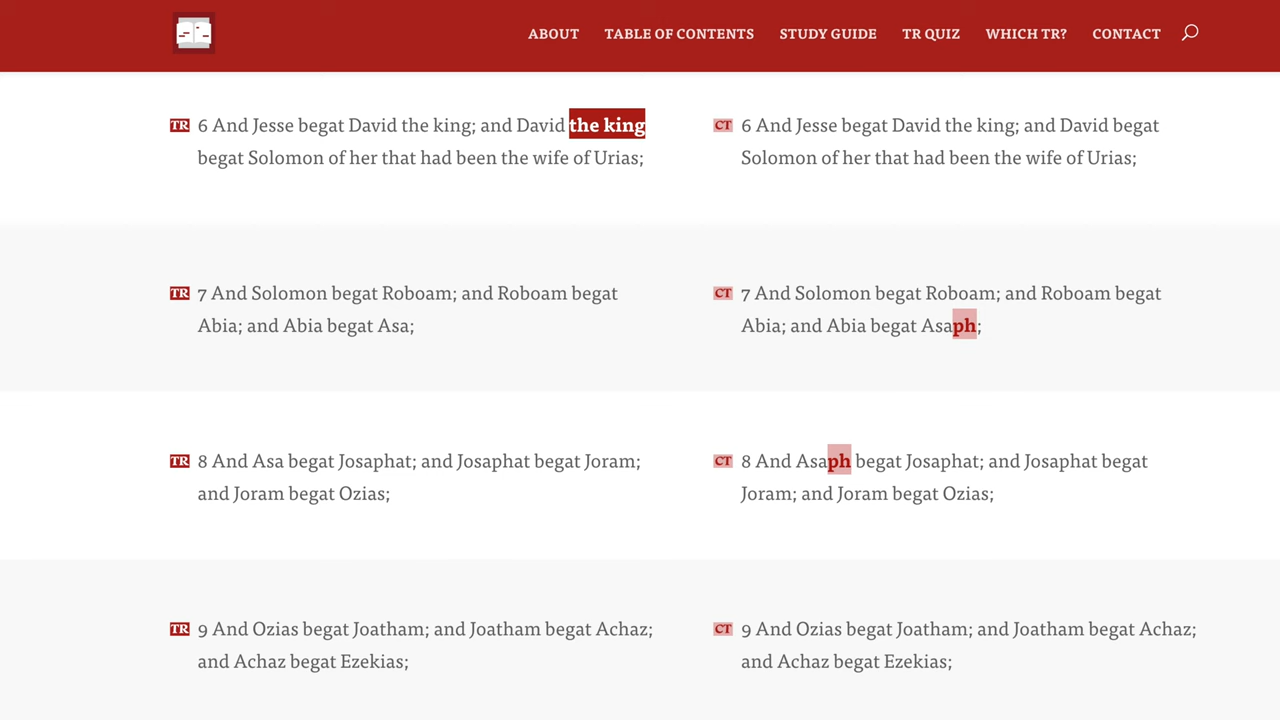 ABOUT TABLE OF CONTENTS STUDY GUIDE TR QUIZ WHICH TR? CONTACT
TR 6 And Jesse begat David the king; and David the king
begat Solomon of her that had been the wife of Urias;
CT 6 And Jesse begat David the king; and David begat
Solomon of her that had been the wife of Urias;
TR 7 And Solomon begat Roboam; and Roboam begat
Abia; and Abia begat Asa;
CT 7 And Solomon begat Roboam; and Roboam begat
Abia; and Abia begat Asaph;
TR 8 And Asa begat Josaphat; and Josaphat begat Joram;
and Joram begat Ozias;
CT 8 And Asaph begat Josaphat; and Josaphat begat
Joram; and Joram begat Ozias;
TR 9 And Ozias begat Joatham; and Joatham begat Achaz;
and Achaz begat Ezekias;
CT 9 And Ozias begat Joatham; and Joatham begat Achaz;
and Achaz begat Ezekias;